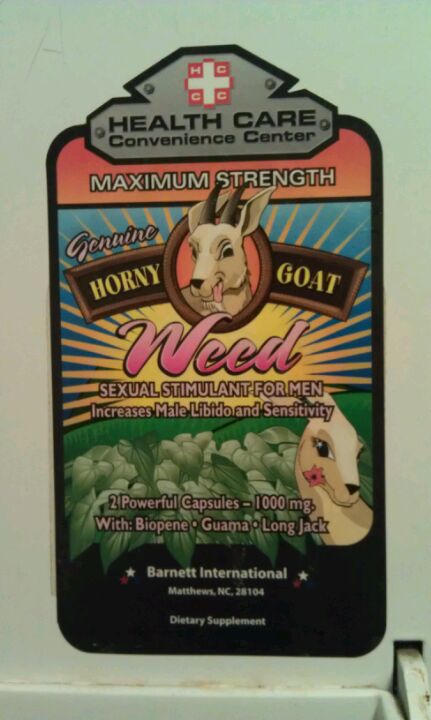 H C
C C
HEALTH CARE
Convenience Center
MAXIMUM STRENGTH
Genuine
HORNY GOAT
Weed
SEXUAL STIMULANT FOR MEN
Increases Male Libido and Sensitivity
2 Powerful Capsules – 1000 mg.
With: Biopene • Guama • Long Jack
Barnett International
Matthews, NC, 28104
Dietary Supplement